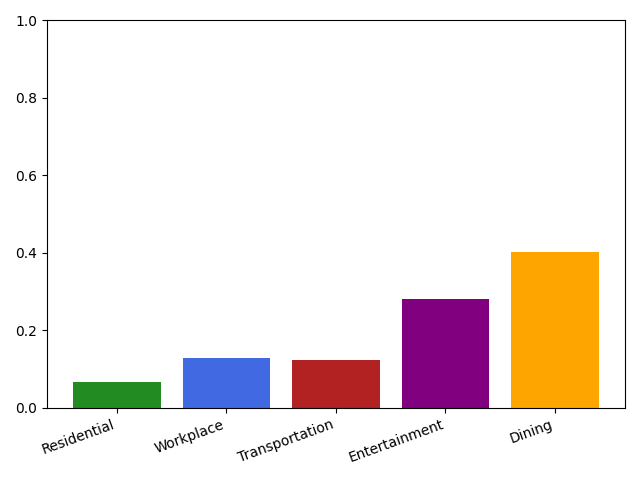 1.0
0.8
0.6
0.4
0.2
0.0
Residential
Workplace
Transportation
Entertainment
Dining